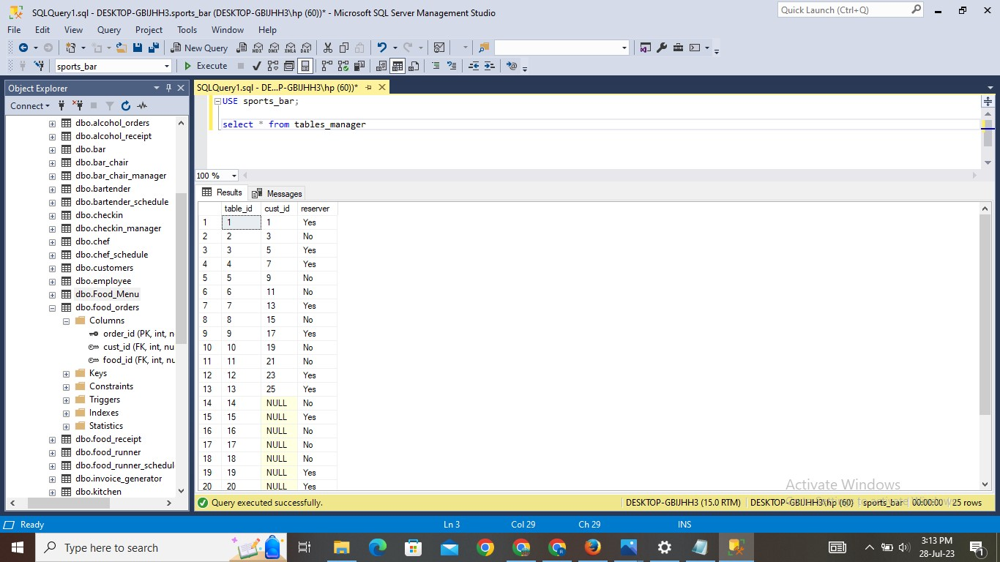 SQLQuery1.sql - DESKTOP-GBIJHH3.sports_bar (DESKTOP-GBIJHH3\hp (60))* - Microsoft SQL Server Management Studio
Quick Launch (Ctrl+Q)
File Edit View Query Project Tools Window Help
New Query MDX DMX XMLA DAX
sports_bar Execute
Object Explorer
Connect
dbo.alcohol_orders
dbo.alcohol_receipt
dbo.bar
dbo.bar_chair
dbo.bar_chair_manager
dbo.bartender
dbo.bartender_schedule
dbo.checkin
dbo.checkin_manager
dbo.chef
dbo.chef_schedule
dbo.customers
dbo.employee
dbo.Food_Menu
dbo.food_orders
Columns
order_id (PK, int, n
cust_id (FK, int, nu
food_id (FK, int, nu
Keys
Constraints
Triggers
Indexes
Statistics
dbo.food_receipt
dbo.food_runner
dbo.food_runner_schedul
dbo.invoice_generator
dbo.kitchen
SQLQuery1.sql - DE...P-GBIJHH3\hp (60))*
USE sports_bar;
select * from tables_manager
100 %
Results Messages
table_id cust_id reserver
1 1 1 Yes
2 2 3 No
3 3 5 Yes
4 4 7 Yes
5 5 9 No
6 6 11 No
7 7 13 Yes
8 8 15 No
9 9 17 Yes
10 10 19 No
11 11 21 No
12 12 23 Yes
13 13 25 Yes
14 14 NULL No
15 15 NULL Yes
16 16 NULL No
17 17 NULL No
18 18 NULL No
19 19 NULL Yes
20 20 NULL Yes
Activate Windows
Query executed successfully. DESKTOP-GBIJHH3 (15.0 RTM) DESKTOP-GBIJHH3\hp (60) sports_bar 00:00:00 25 rows
Ready Ln 3 Col 29 Ch 29 INS
Type here to search
3:13 PM
28-Jul-23
1